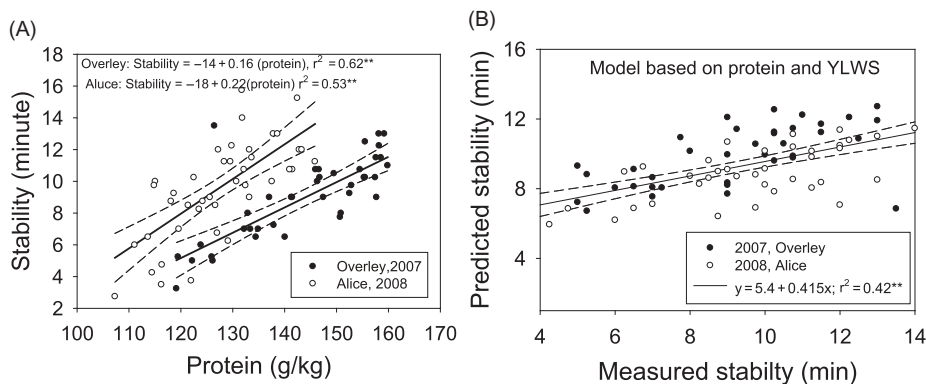 (A)
Overley: Stability = −14 + 0.16 (protein), r² = 0.62**
Aluce: Stability = −18 + 0.22(protein) r² = 0.53**
Stability (minute)
18
16
14
12
10
8
6
4
2
Overley,2007
Alice, 2008
100 110 120 130 140 150 160 170
Protein (g/kg)
(B)
Model based on protein and YLWS
Predicted stability (min)
16
12
8
4
2007, Overley
2008, Alice
y = 5.4 + 0.415x; r² = 0.42**
4 6 8 10 12 14
Measured stabilty (min)